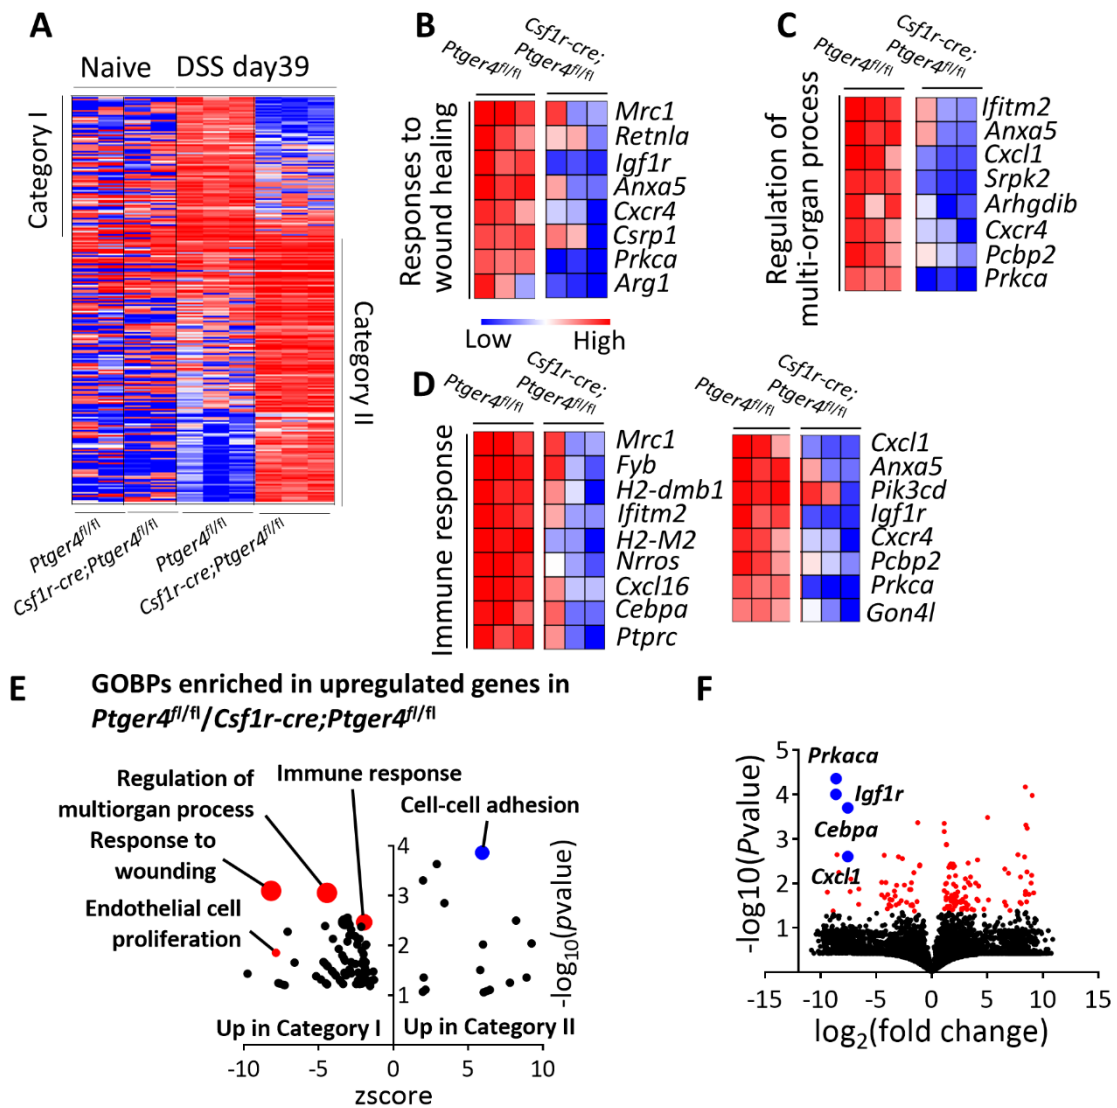 A
Naive
DSS day39
Category I
Category II
Ptger4fl/fl
Csf1r-cre;Ptger4fl/fl
Ptger4fl/fl
Csf1r-cre;Ptger4fl/fl
B
Ptger4fl/fl
Csf1r-cre;
Ptger4fl/fl
Responses to
wound healing
Mrc1
Retnla
Igf1r
Anxa5
Cxcr4
Csrp1
Prkca
Arg1
Low
High
C
Ptger4fl/fl
Csf1r-cre;
Ptger4fl/fl
Regulation of
multi-organ process
Ifitm2
Anxa5
Cxcl1
Srpk2
Arhgdib
Cxcr4
Pcbp2
Prkca
D
Ptger4fl/fl
Csf1r-cre;
Ptger4fl/fl
Immune response
Mrc1
Fyb
H2-dmb1
Ifitm2
H2-M2
Nrros
Cxcl16
Cebpa
Ptprc
Ptger4fl/fl
Csf1r-cre;
Ptger4fl/fl
Cxcl1
Anxa5
Pik3cd
Igf1r
Cxcr4
Pcbp2
Prkca
Gon4l
E
GOBPs enriched in upregulated genes in
Ptger4fl/fl/Csf1r-cre;Ptger4fl/fl
Regulation of
multiorgan process
Immune response
Response to
wounding
Cell-cell adhesion
Endothelial cell
proliferation
4
3
2
1
-log10(pvalue)
Up in Category I
Up in Category II
-10
-5
0
5
10
zscore
F
Prkaca
Igf1r
Cebpa
Cxcl1
5
4
3
2
1
-log10(Pvalue)
-15
-10
-5
0
5
10
15
log2(fold change)